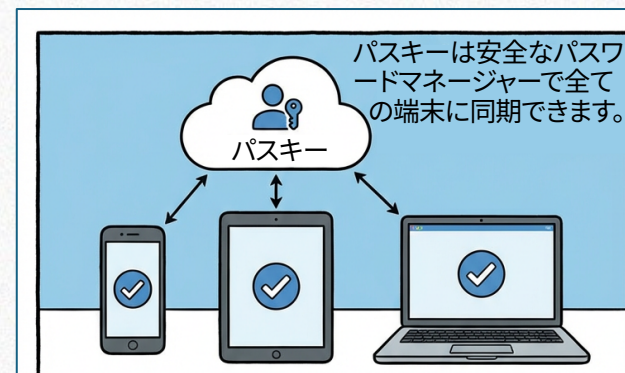 パスキーは安全なパスワ
ードマネージャーで全て
の端末に同期できます。
パスキー